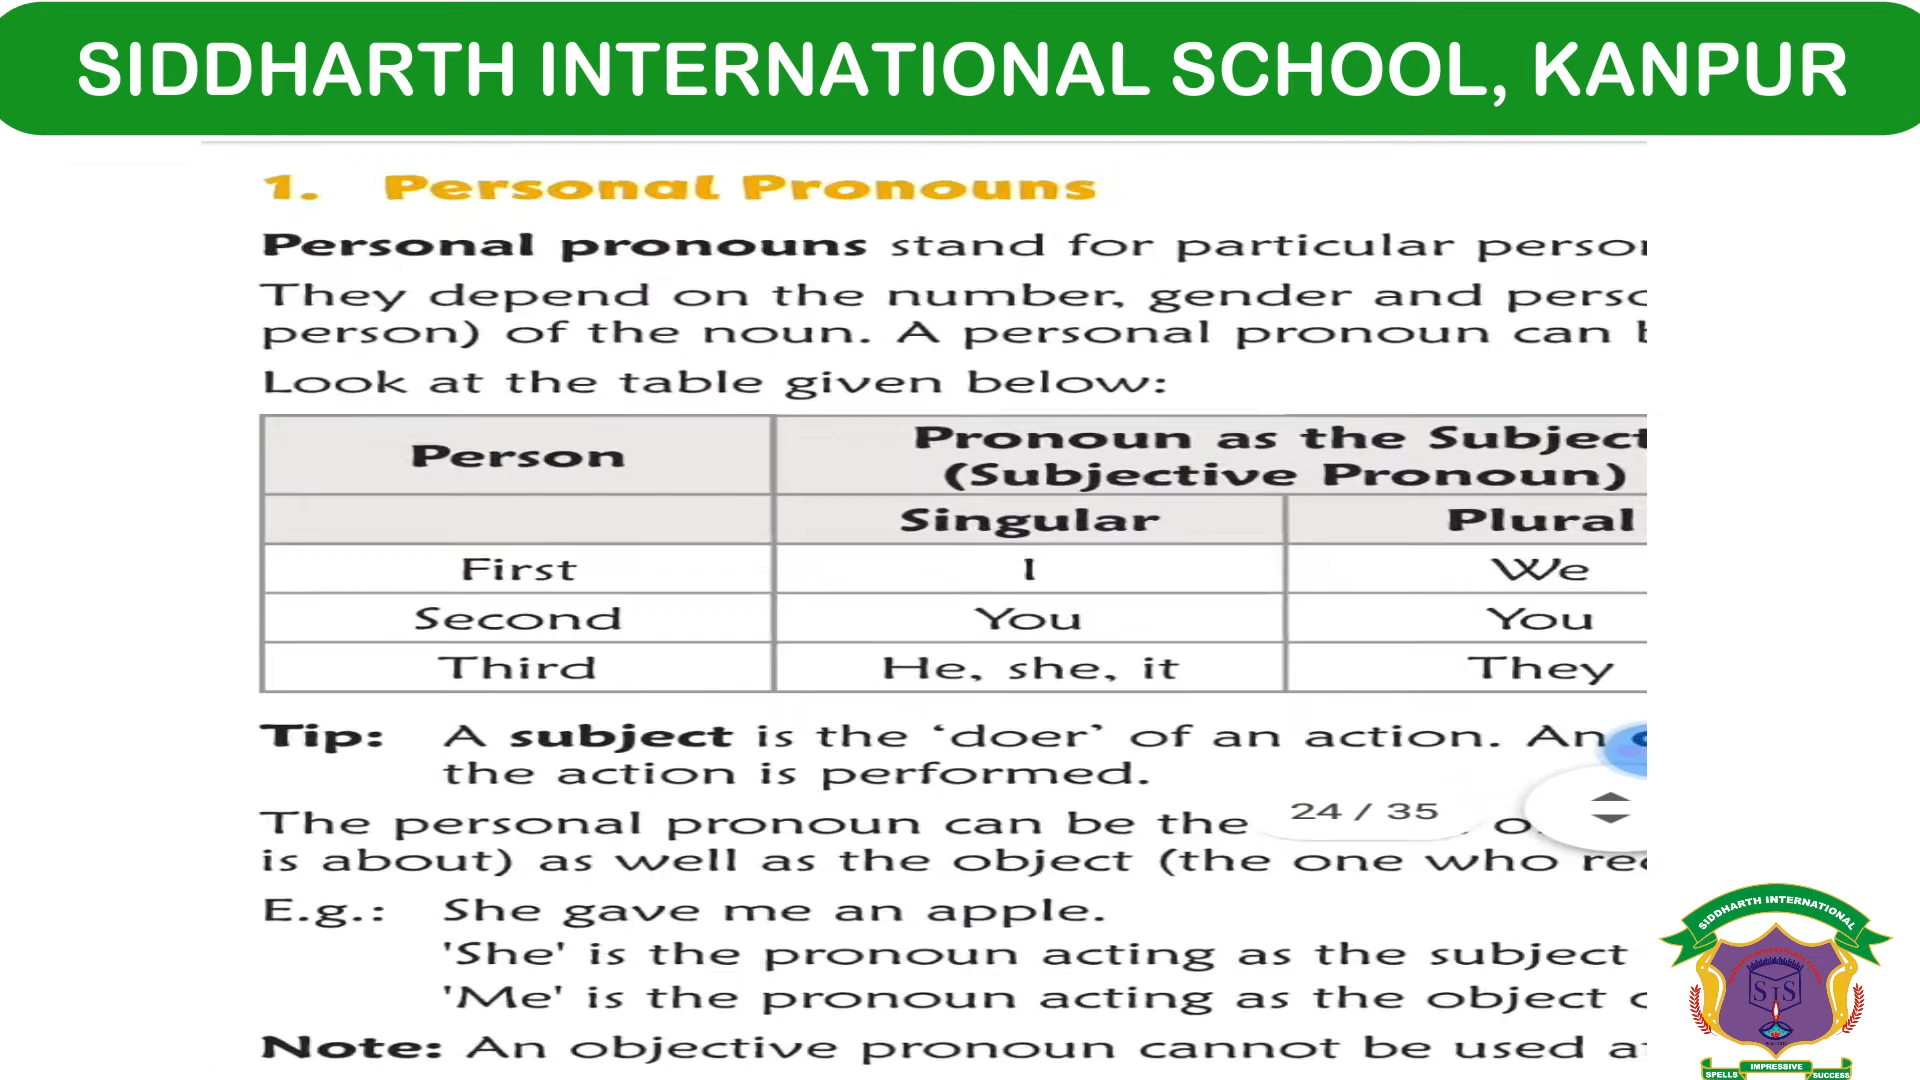 SIDDHARTH INTERNATIONAL SCHOOL, KANPUR
1. Personal Pronouns
Personal pronouns stand for particular
They depend on the number, gender and
person) of the noun. A personal pronoun can
Look at the table given below:
Person
Pronoun as the Subject
(Subjective Pronoun)
Singular Plural
First I We
Second You You
Third He, she, it They
Tip: A subject is the ‘doer’ of an action. An
the action is performed.
24 / 35
The personal pronoun can be the
is about) as well as the object (the one who
E.g.: She gave me an apple.
'She' is the pronoun acting as the subject
'Me' is the pronoun acting as the object
Note: An objective pronoun cannot be used
SIDDHARTH INTERNATIONAL
SIS
SPELLS IMPRESSIVE SUCCESS